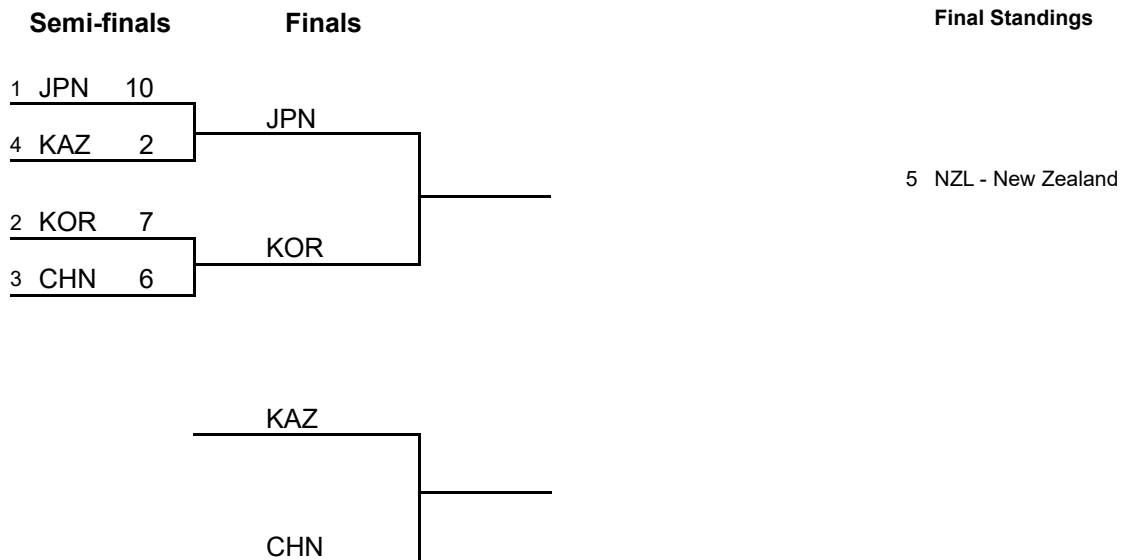 Semi-finals Finals Final Standings
1 JPN 10
JPN
4 KAZ 2
5 NZL - New Zealand
2 KOR 7
KOR
3 CHN 6
KAZ
CHN